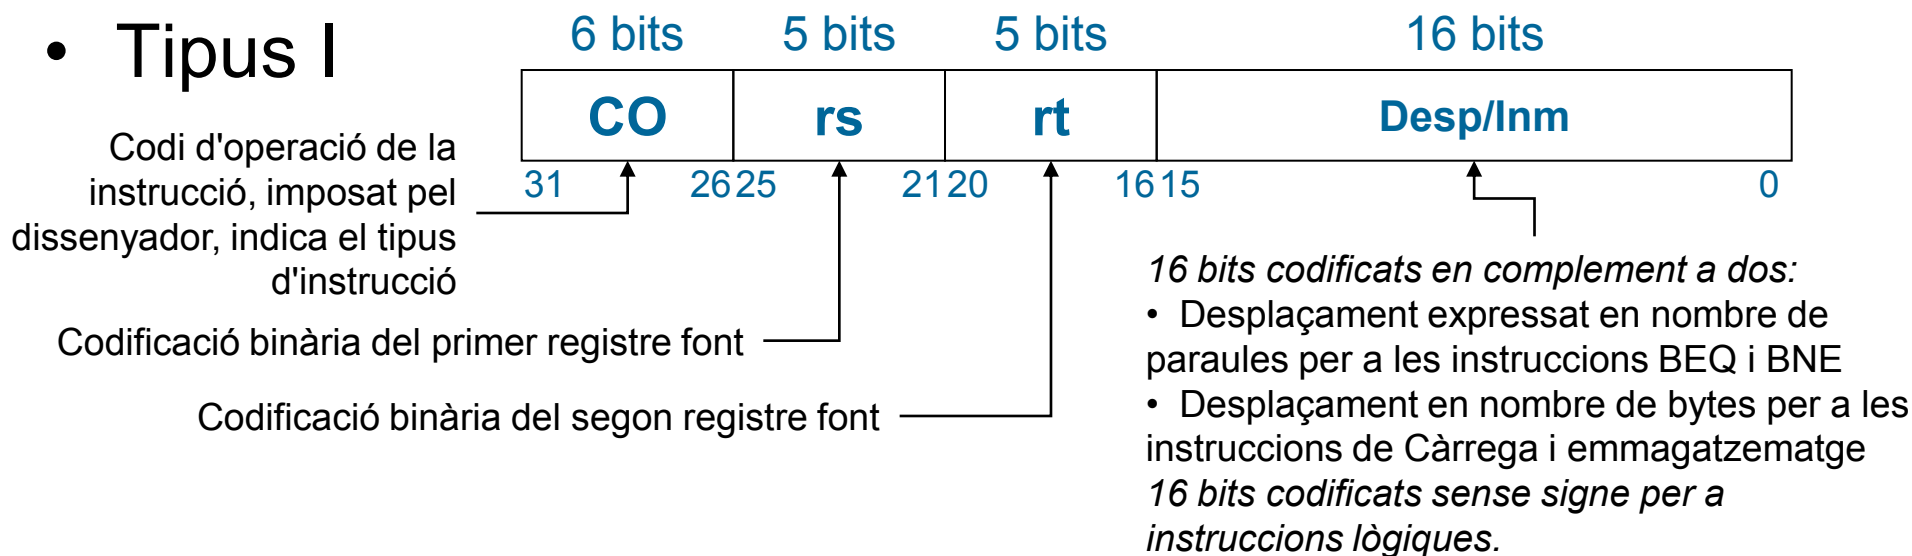 • Tipus I
6 bits 5 bits 5 bits 16 bits
CO rs rt Desp/Inm
31 26 25 21 20 16 15 0
Codi d'operació de la
instrucció, imposat pel
dissenyador, indica el tipus
d'instrucció
Codificació binària del primer registre font
Codificació binària del segon registre font
16 bits codificats en complement a dos:
• Desplaçament expressat en nombre de
paraules per a les instruccions BEQ i BNE
• Desplaçament en nombre de bytes per a les
instruccions de Càrrega i emmagatzematge
16 bits codificats sense signe per a
instruccions lògiques.